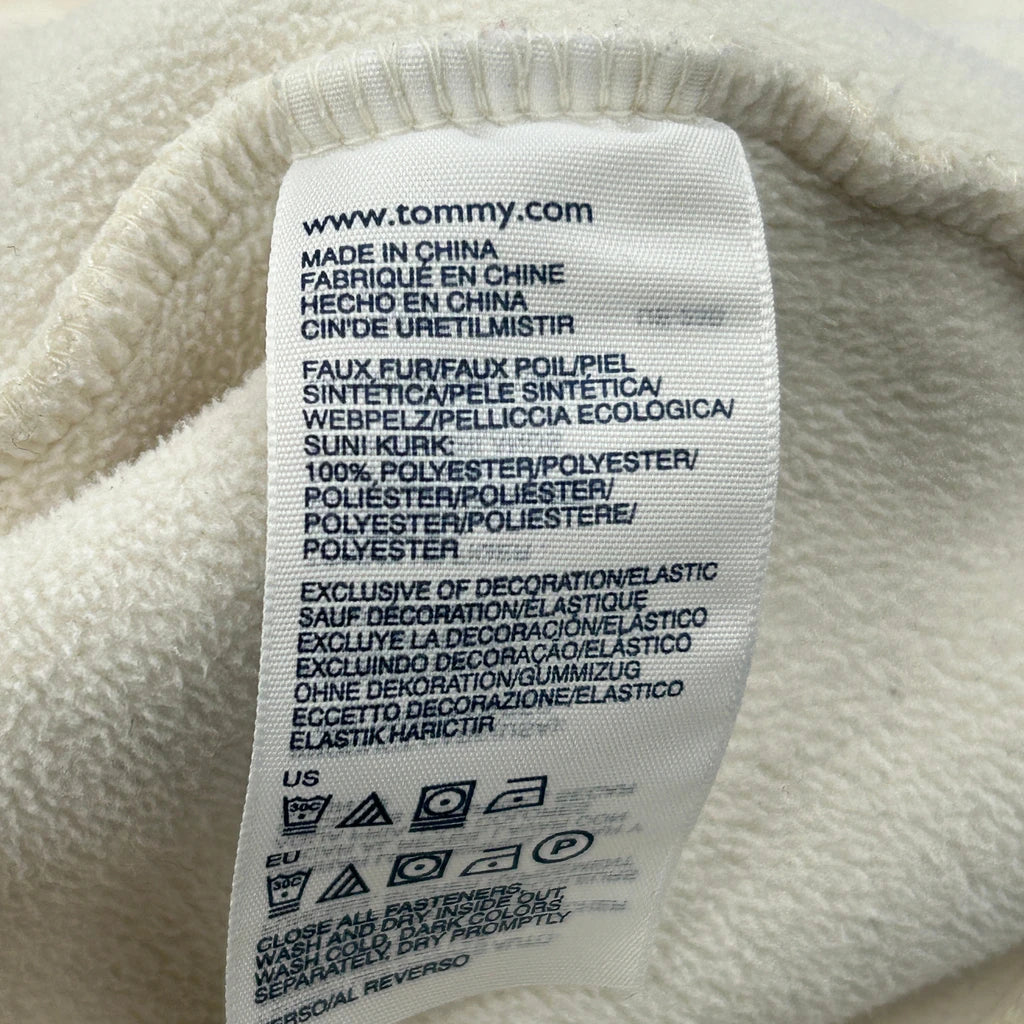 www.tommy.com
MADE IN CHINA
FABRIQUÉ EN CHINE
HECHO EN CHINA
CIN'DE URETILMISTIR
FAUX FUR/FAUX POIL/PIEL
SINTÉTICA/PELE SINTÉTICA/
WEBPELZ/PELLICCIA ECOLOGICA/
SUNI KURK:
100% POLYESTER/POLYESTER/
POLIÉSTER/POLIÉSTER/
POLYESTER/POLIESTERE/
POLYESTER
EXCLUSIVE OF DECORATION/ELASTIC
SAUF DÉCORATION/ÉLASTIQUE
EXCLUYE LA DECORACIÓN/ELÁSTICO
EXCLUINDO DECORAÇÃO/ELÁSTICO
OHNE DEKORATION/GUMMIZUG
ECCETTO DECORAZIONE/ELASTICO
ELASTIK HARICTIR
US
30C
EU
30C P
CLOSE ALL FASTENERS,
WASH AND DRY INSIDE OUT,
WASH COLD, DARK COLORS
SEPARATELY, DRY PROMPTLY
REVERSO